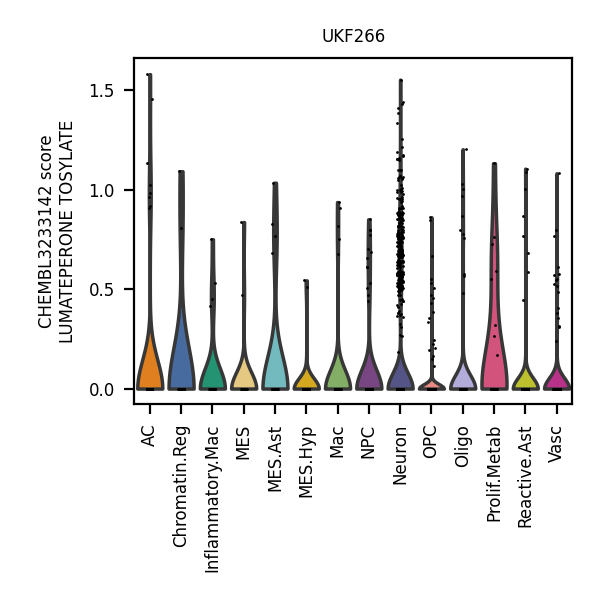 UKF266
CHEMBL3233142 score
LUMATEPERONE TOSYLATE
1.5
1.0
0.5
0.0
AC
Chromatin.Reg
Inflammatory.Mac
MES
MES.Ast
MES.Hyp
Mac
NPC
Neuron
OPC
Oligo
Prolif.Metab
Reactive.Ast
Vasc